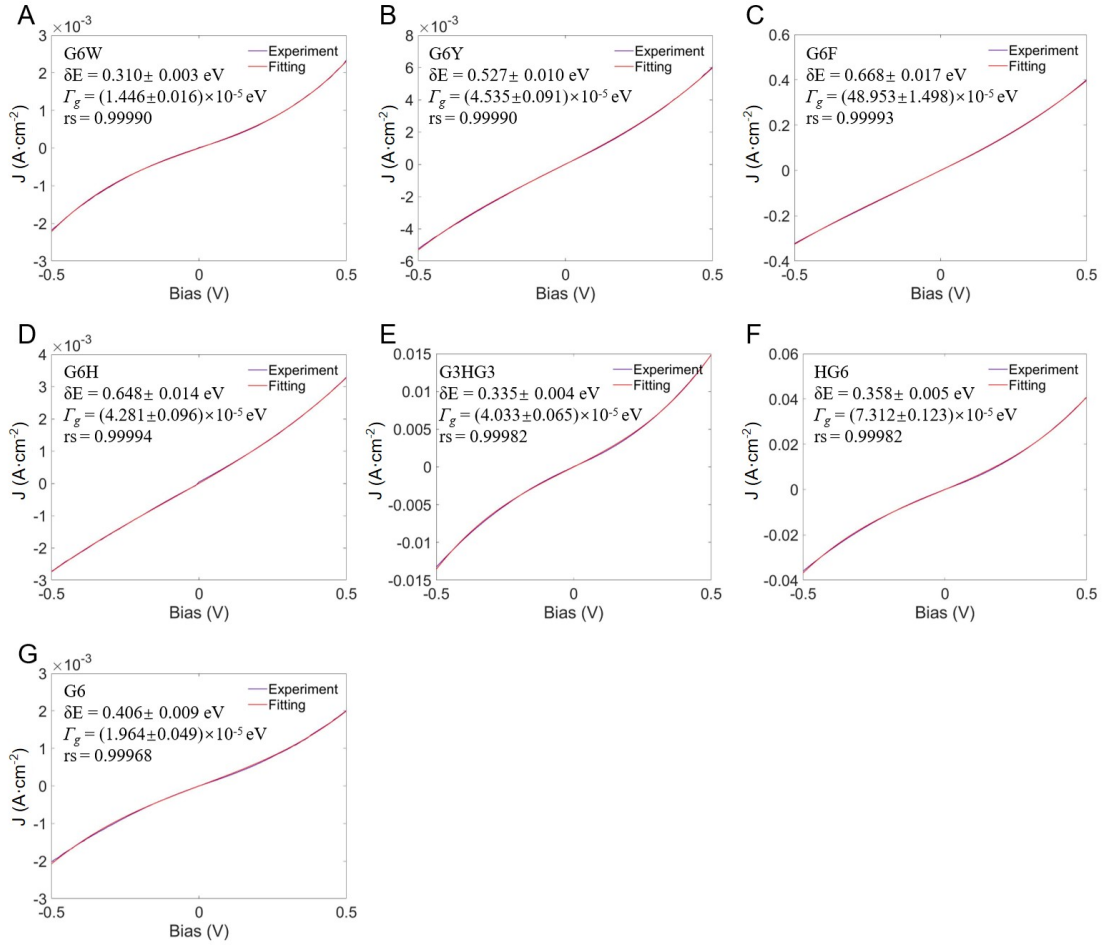 A
×10⁻³
3
2
1
0
-1
-2
-3
J (A·cm⁻²)
G6W
δE = 0.310± 0.003 eV
Γg = (1.446±0.016)×10⁻⁵ eV
rs = 0.99990
Experiment
Fitting
-0.5
0
0.5
Bias (V)
B
×10⁻³
8
6
4
2
0
-2
-4
-6
J (A·cm⁻²)
G6Y
δE = 0.527± 0.010 eV
Γg = (4.535±0.091)×10⁻⁵ eV
rs = 0.99990
Experiment
Fitting
-0.5
0
0.5
Bias (V)
C
0.6
0.4
0.2
0
-0.2
-0.4
J (A·cm⁻²)
G6F
δE = 0.668± 0.017 eV
Γg = (48.953±1.498)×10⁻⁵ eV
rs = 0.99993
Experiment
Fitting
-0.5
0
0.5
Bias (V)
D
×10⁻³
4
3
2
1
0
-1
-2
-3
J (A·cm⁻²)
G6H
δE = 0.648± 0.014 eV
Γg = (4.281±0.096)×10⁻⁵ eV
rs = 0.99994
Experiment
Fitting
-0.5
0
0.5
Bias (V)
E
0.015
0.01
0.005
0
-0.005
-0.01
-0.015
J (A·cm⁻²)
G3HG3
δE = 0.335± 0.004 eV
Γg = (4.033±0.065)×10⁻⁵ eV
rs = 0.99982
Experiment
Fitting
-0.5
0
0.5
Bias (V)
F
0.06
0.04
0.02
0
-0.02
-0.04
J (A·cm⁻²)
HG6
δE = 0.358± 0.005 eV
Γg = (7.312±0.123)×10⁻⁵ eV
rs = 0.99982
Experiment
Fitting
-0.5
0
0.5
Bias (V)
G
×10⁻³
3
2
1
0
-1
-2
-3
J (A·cm⁻²)
G6
δE = 0.406± 0.009 eV
Γg = (1.964±0.049)×10⁻⁵ eV
rs = 0.99968
Experiment
Fitting
-0.5
0
0.5
Bias (V)